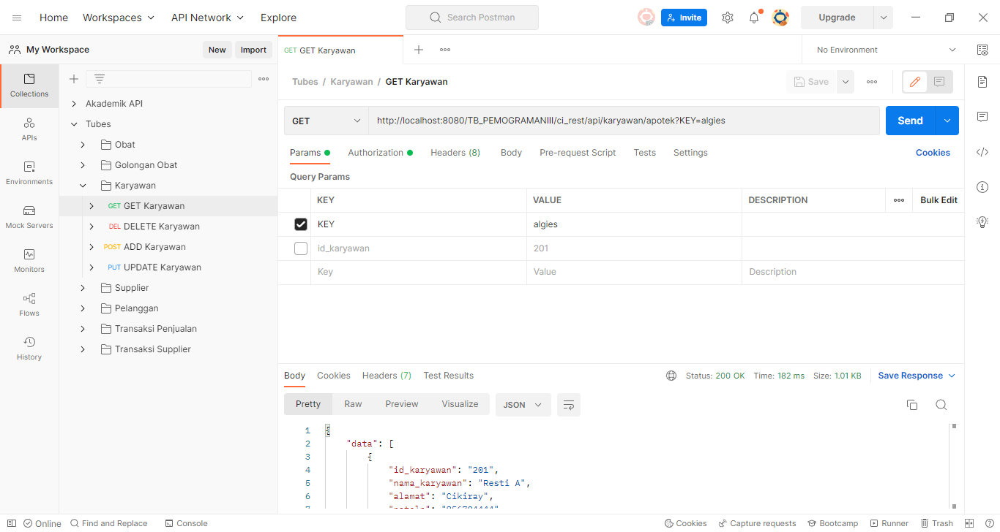 Home Workspaces API Network Explore Search Postman Invite Upgrade
My Workspace New Import GET GET Karyawan No Environment
Collections
APIs
Environments
Mock Servers
Monitors
Flows
History
Akademik API
Tubes
Obat
Golongan Obat
Karyawan
GET GET Karyawan
DEL DELETE Karyawan
POST ADD Karyawan
PUT UPDATE Karyawan
Supplier
Pelanggan
Transaksi Penjualan
Transaksi Supplier
Tubes / Karyawan / GET Karyawan Save
GET http://localhost:8080/TB_PEMOGRAMANIII/ci_rest/api/karyawan/apotek?KEY=algies Send
Params Authorization Headers (8) Body Pre-request Script Tests Settings Cookies
Query Params
KEY VALUE DESCRIPTION Bulk Edit
KEY algies
id_karyawan 201
Key Value Description
Body Cookies Headers (7) Test Results Status: 200 OK Time: 182 ms Size: 1.01 KB Save Response
Pretty Raw Preview Visualize JSON
1 {
2 "data": [
3 {
4 "id_karyawan": "201",
5 "nama_karyawan": "Resti A",
6 "alamat": "Cikiray",
7
Online Find and Replace Console Cookies Capture requests Bootcamp Runner Trash